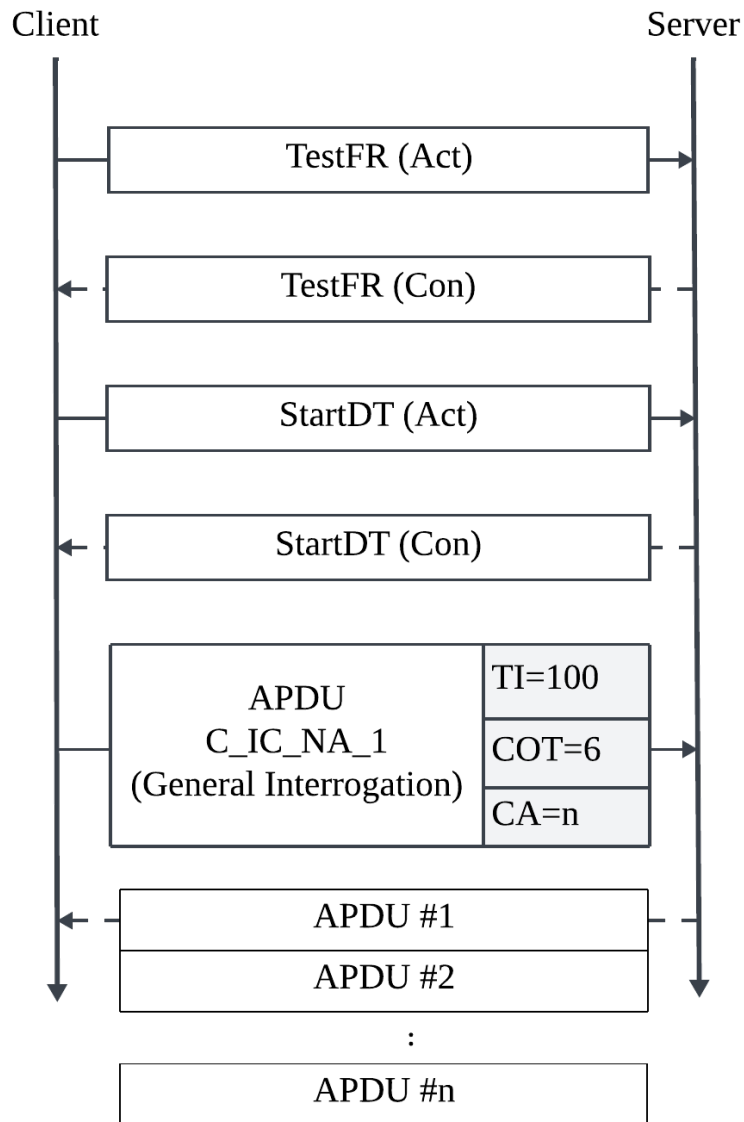 Client
Server
TestFR (Act)
TestFR (Con)
StartDT (Act)
StartDT (Con)
APDU
C_IC_NA_1
(General Interrogation)
TI=100
COT=6
CA=n
APDU #1
APDU #2
:
APDU #n